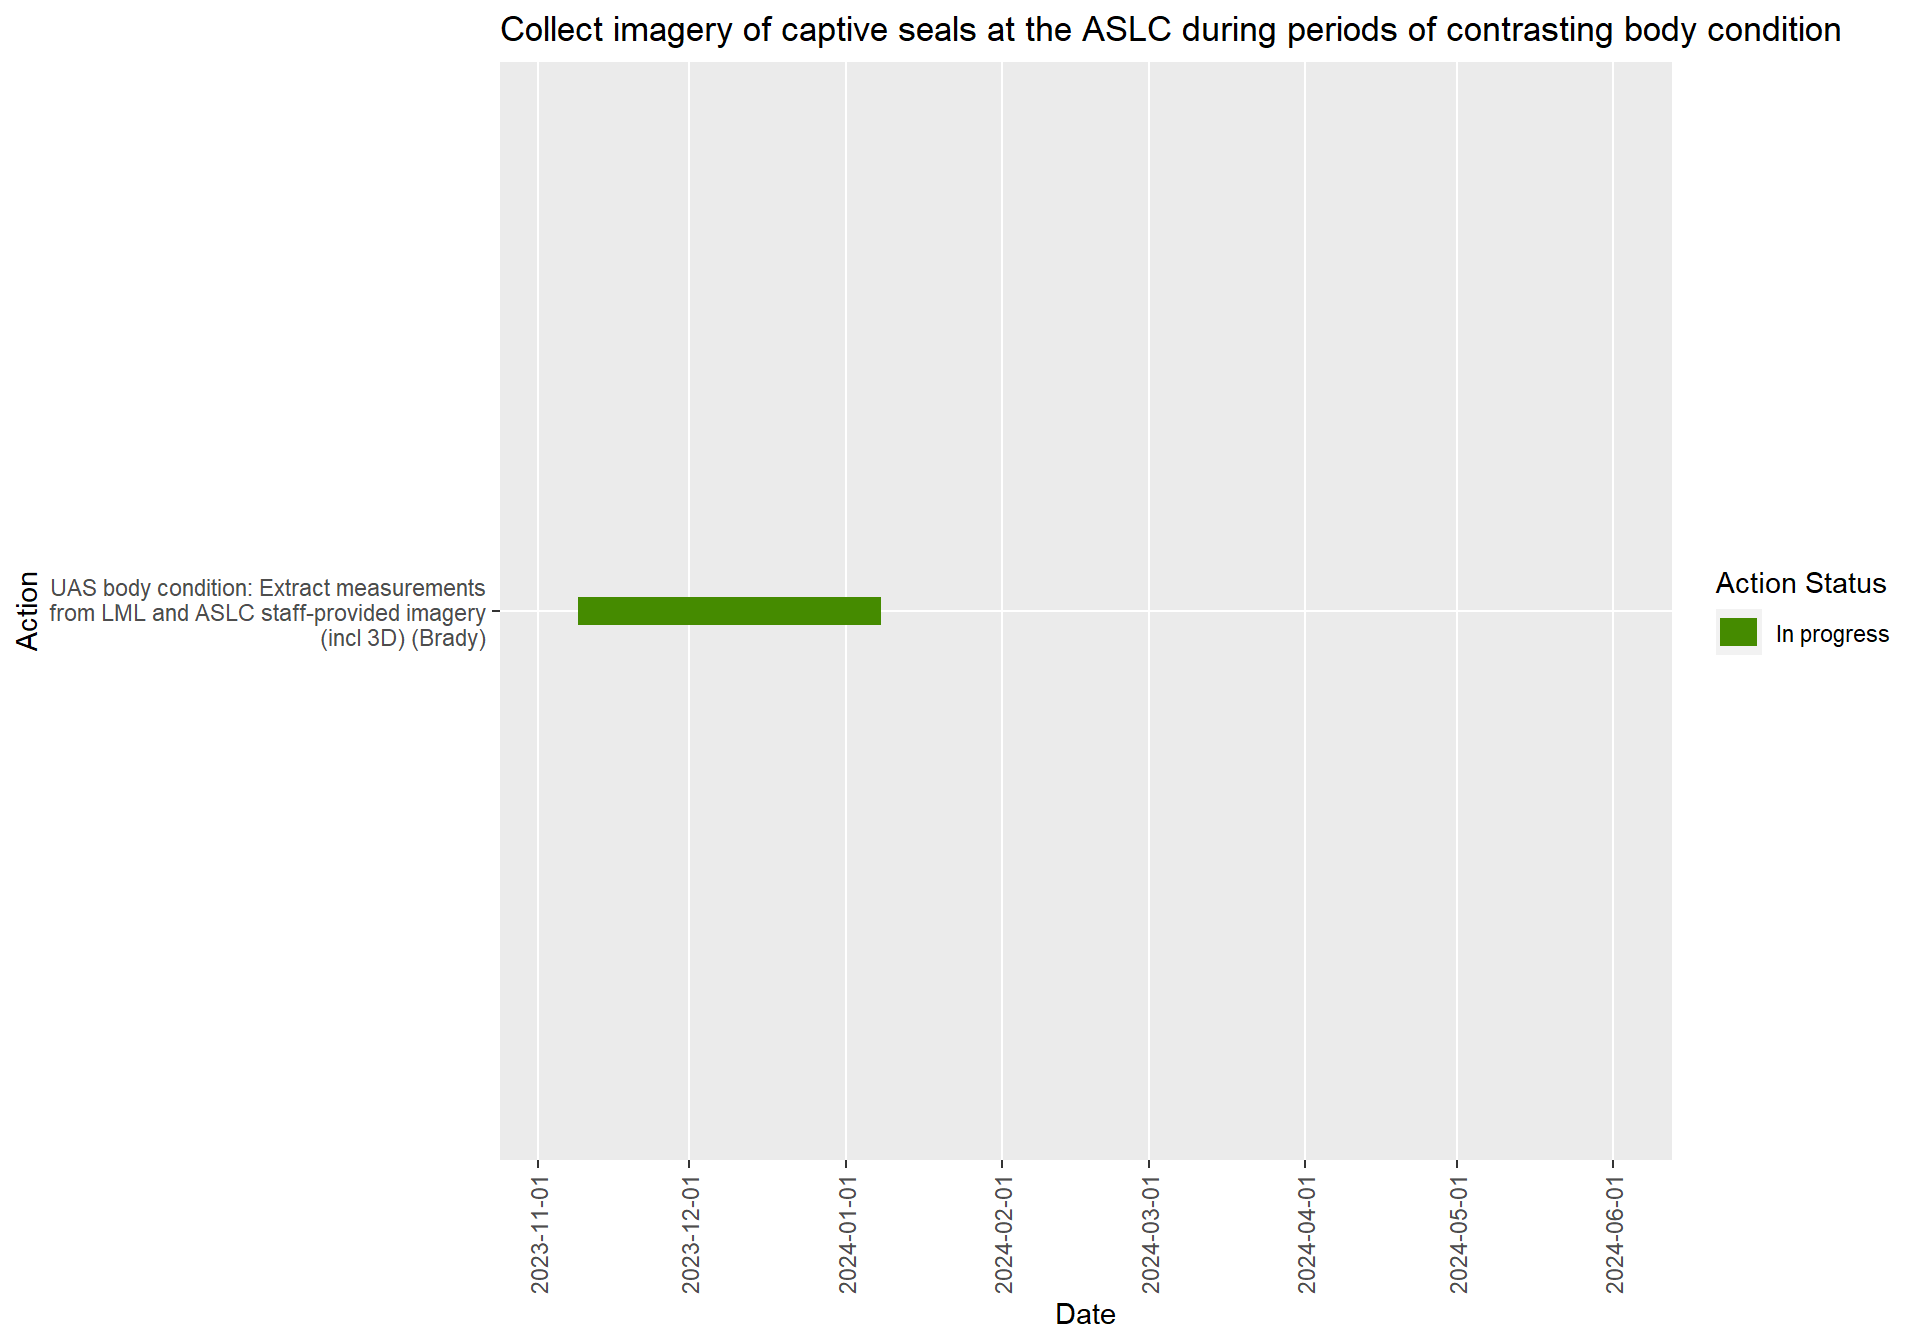 Collect imagery of captive seals at the ASLC during periods of contrasting body condition
Action
UAS body condition: Extract measurements
from LML and ASLC staff-provided imagery
(incl 3D) (Brady)
Action Status
In progress
2023-11-01
2023-12-01
2024-01-01
2024-02-01
2024-03-01
2024-04-01
2024-05-01
2024-06-01
Date